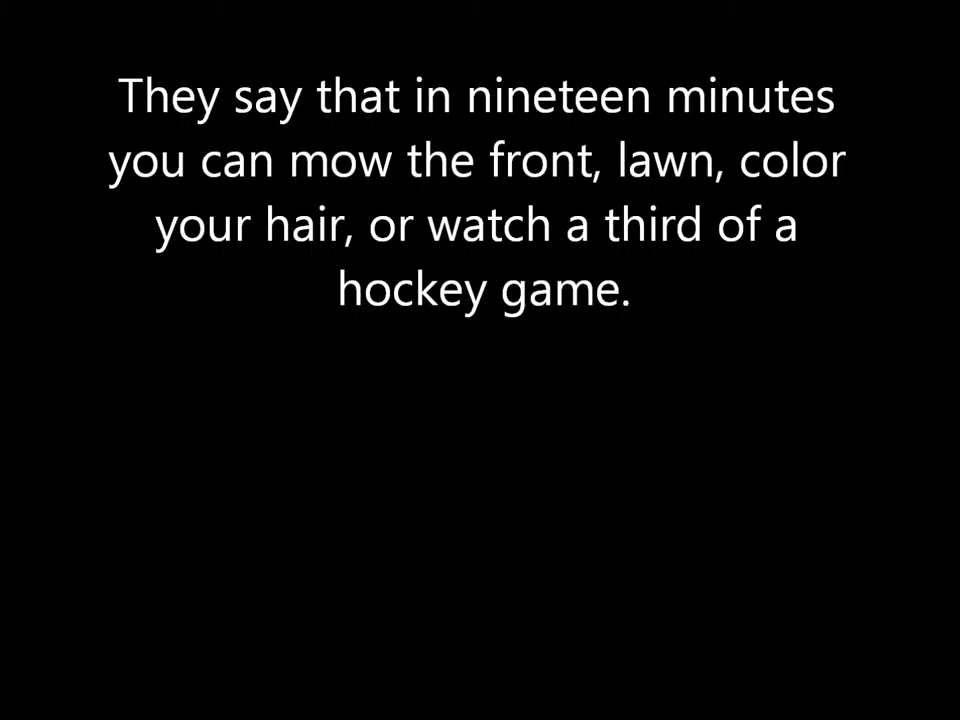 They say that in nineteen minutes
you can mow the front, lawn, color
your hair, or watch a third of a
hockey game.